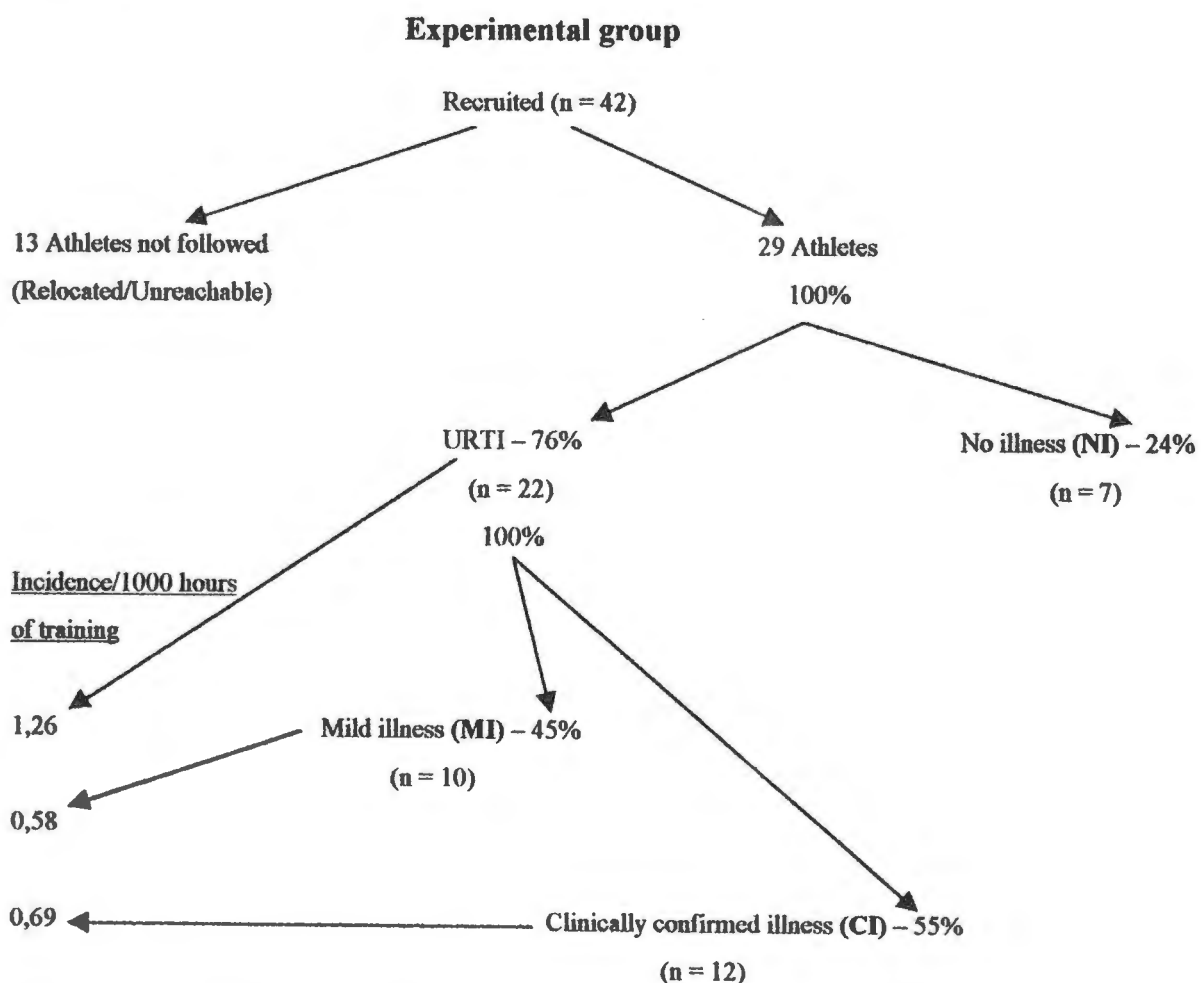 Experimental group
Recruited (n = 42)
13 Athletes not followed
(Relocated/Unreachable)
29 Athletes
100%
URTI – 76%
(n = 22)
100%
No illness (NI) – 24%
(n = 7)
Incidence/1000 hours
of training
1,26
Mild illness (MI) – 45%
(n = 10)
0,58
0,69
Clinically confirmed illness (CI) – 55%
(n = 12)